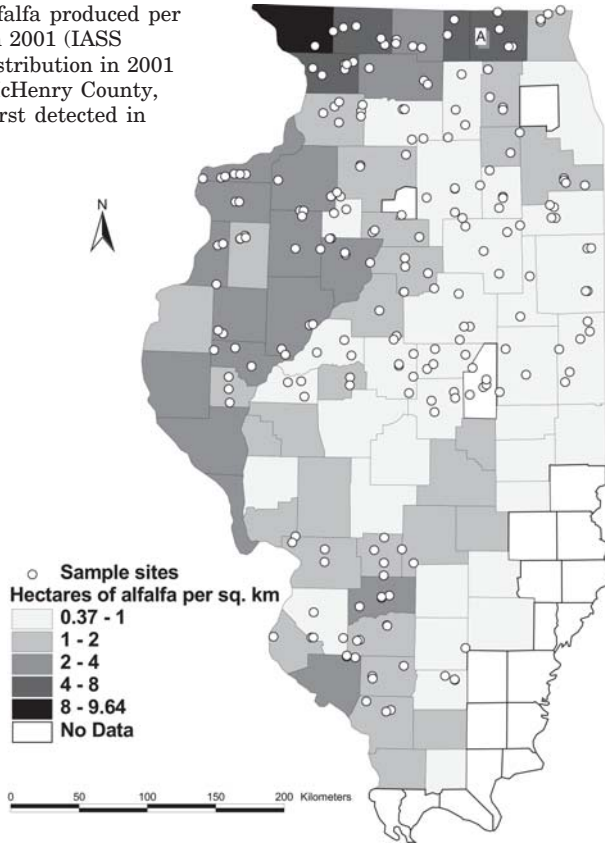 lfalfa produced per
n 2001 (IASS
stribution in 2001
cHenry County,
rst detected in
A
N
Sample sites
Hectares of alfalfa per sq. km
0.37 - 1
1 - 2
2 - 4
4 - 8
8 - 9.64
No Data
0 50 100 150 200 Kilometers